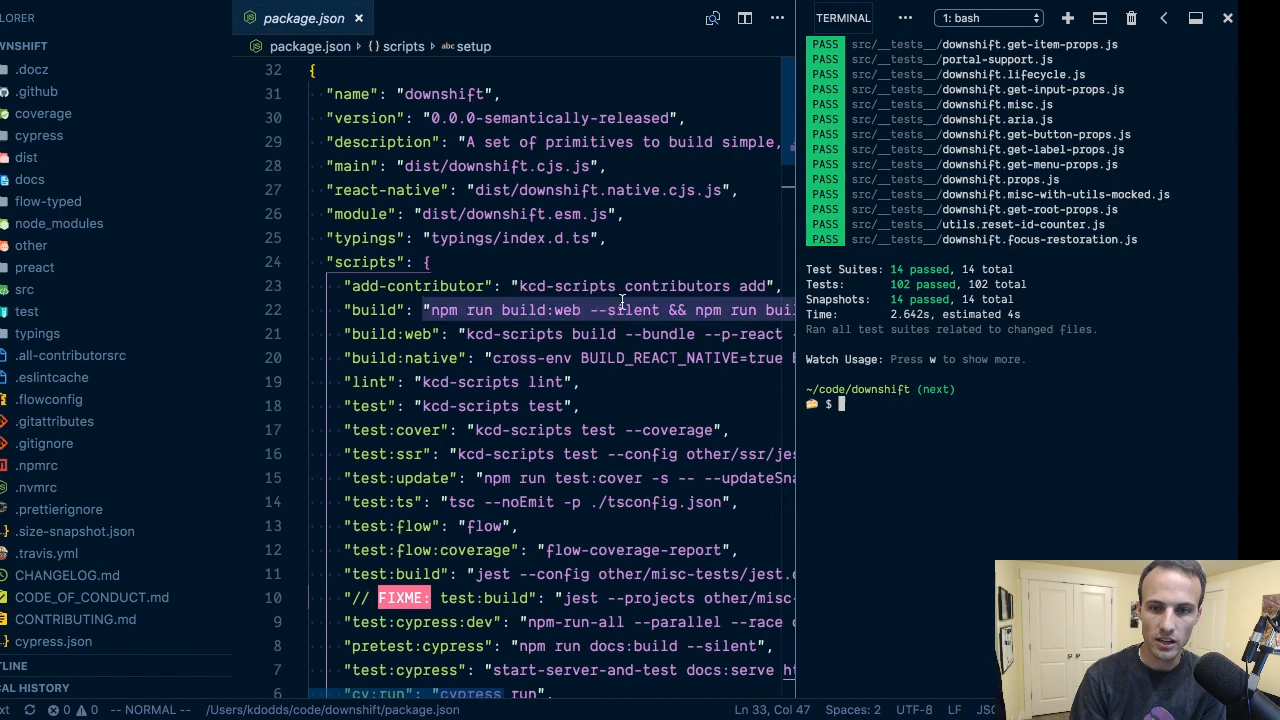 LORER
WNSHIFT
.docz
.github
coverage
cypress
dist
docs
flow-typed
node_modules
other
preact
src
test
typings
.all-contributorsrc
.eslintcache
.flowconfig
.gitattributes
.gitignore
.npmrc
.nvmrc
.prettierignore
.size-snapshot.json
.travis.yml
CHANGELOG.md
CODE_OF_CONDUCT.md
CONTRIBUTING.md
cypress.json
TLINE
CAL HISTORY
package.json ×
package.json › {} scripts › abc setup
32 {
31 "name": "downshift",
30 "version": "0.0.0-semantically-released",
29 "description": "A set of primitives to build simple,
28 "main": "dist/downshift.cjs.js",
27 "react-native": "dist/downshift.native.cjs.js",
26 "module": "dist/downshift.esm.js",
25 "typings": "typings/index.d.ts",
24 "scripts": {
23 "add-contributor": "kcd-scripts contributors add",
22 "build": "npm run build:web --silent && npm run buil
21 "build:web": "kcd-scripts build --bundle --p-react
20 "build:native": "cross-env BUILD_REACT_NATIVE=true
19 "lint": "kcd-scripts lint",
18 "test": "kcd-scripts test",
17 "test:cover": "kcd-scripts test --coverage",
16 "test:ssr": "kcd-scripts test --config other/ssr/jes
15 "test:update": "npm run test:cover -s -- --updateSna
14 "test:ts": "tsc --noEmit -p ./tsconfig.json",
13 "test:flow": "flow",
12 "test:flow:coverage": "flow-coverage-report",
11 "test:build": "jest --config other/misc-tests/jest.c
10 "// FIXME: test:build": "jest --projects other/misc-
9 "test:cypress:dev": "npm-run-all --parallel --race d
8 "pretest:cypress": "npm run docs:build --silent",
7 "test:cypress": "start-server-and-test docs:serve ht
6 "cy:run": "cypress run",
TERMINAL ··· 1: bash
PASS src/__tests__/downshift.get-item-props.js
PASS src/__tests__/portal-support.js
PASS src/__tests__/downshift.lifecycle.js
PASS src/__tests__/downshift.get-input-props.js
PASS src/__tests__/downshift.misc.js
PASS src/__tests__/downshift.aria.js
PASS src/__tests__/downshift.get-button-props.js
PASS src/__tests__/downshift.get-label-props.js
PASS src/__tests__/downshift.get-menu-props.js
PASS src/__tests__/downshift.props.js
PASS src/__tests__/downshift.misc-with-utils-mocked.js
PASS src/__tests__/downshift.get-root-props.js
PASS src/__tests__/utils.reset-id-counter.js
PASS src/__tests__/downshift.focus-restoration.js
Test Suites: 14 passed, 14 total
Tests: 102 passed, 102 total
Snapshots: 14 passed, 14 total
Time: 2.642s, estimated 4s
Ran all test suites related to changed files.
Watch Usage: Press w to show more.
~/code/downshift (next)
$
xt 0 0 -- NORMAL -- /Users/kdodds/code/downshift/package.json Ln 33, Col 47 Spaces: 2 UTF-8 LF JS